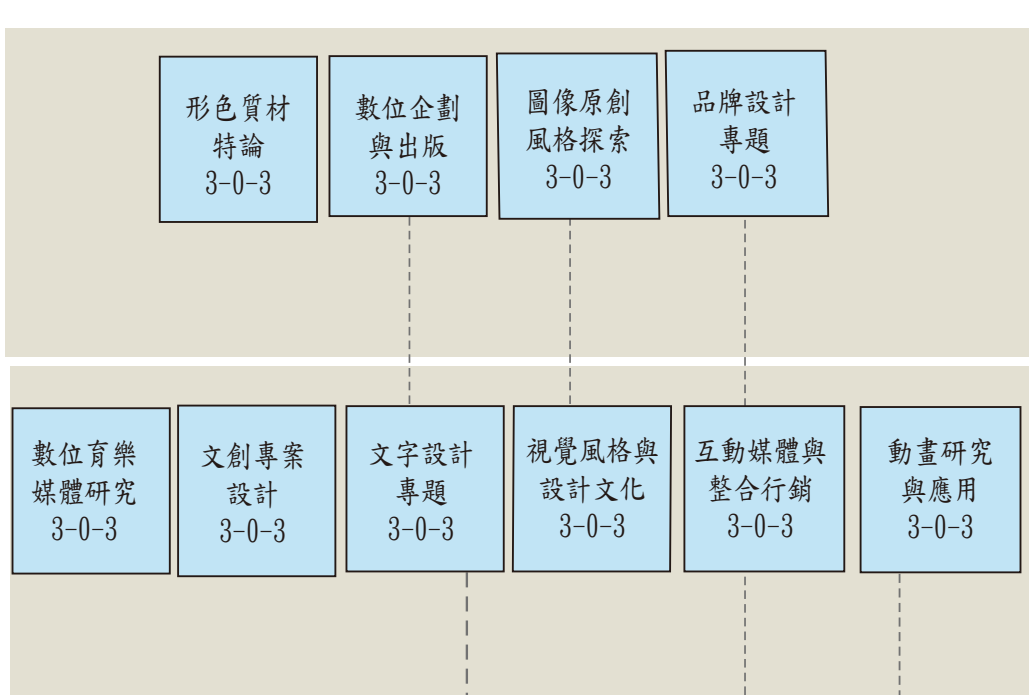 形色質材
特論
3-0-3
數位企劃
與出版
3-0-3
圖像原創
風格探索
3-0-3
品牌設計
專題
3-0-3
數位育樂
媒體研究
3-0-3
文創專案
設計
3-0-3
文字設計
專題
3-0-3
視覺風格與
設計文化
3-0-3
互動媒體與
整合行銷
3-0-3
動畫研究
與應用
3-0-3